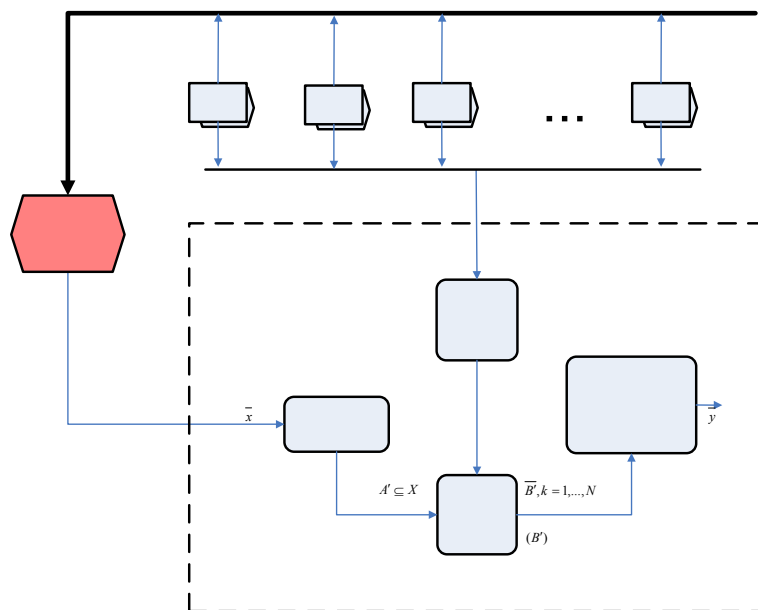 x̅
y̅
A′ ⊆ X
B̅′̅, k = 1,..., N
(B′)